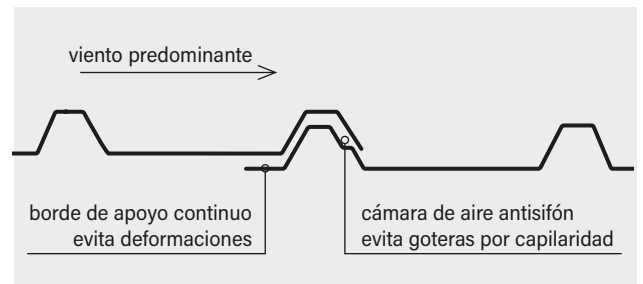 viento predominante
borde de apoyo continuo
evita deformaciones
cámara de aire antisifón
evita goteras por capilaridad